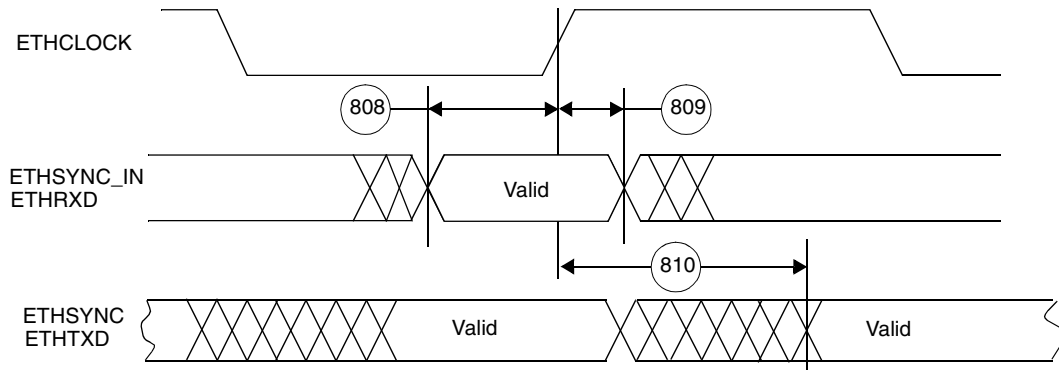 ETHCLOCK
808
809
ETHSYNC_IN
ETHRXD
Valid
810
ETHSYNC
ETHTXD
Valid
Valid